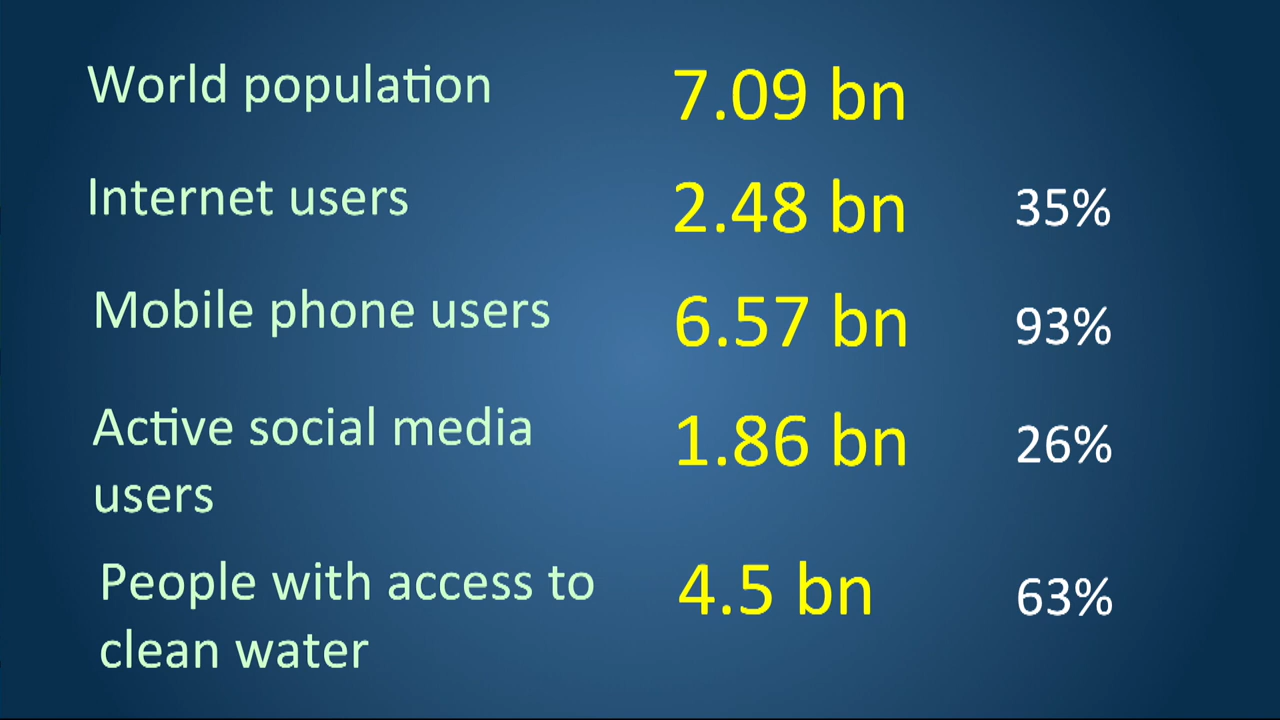 World population 7.09 bn
Internet users 2.48 bn 35%
Mobile phone users 6.57 bn 93%
Active social media 1.86 bn 26%
users
People with access to 4.5 bn 63%
clean water